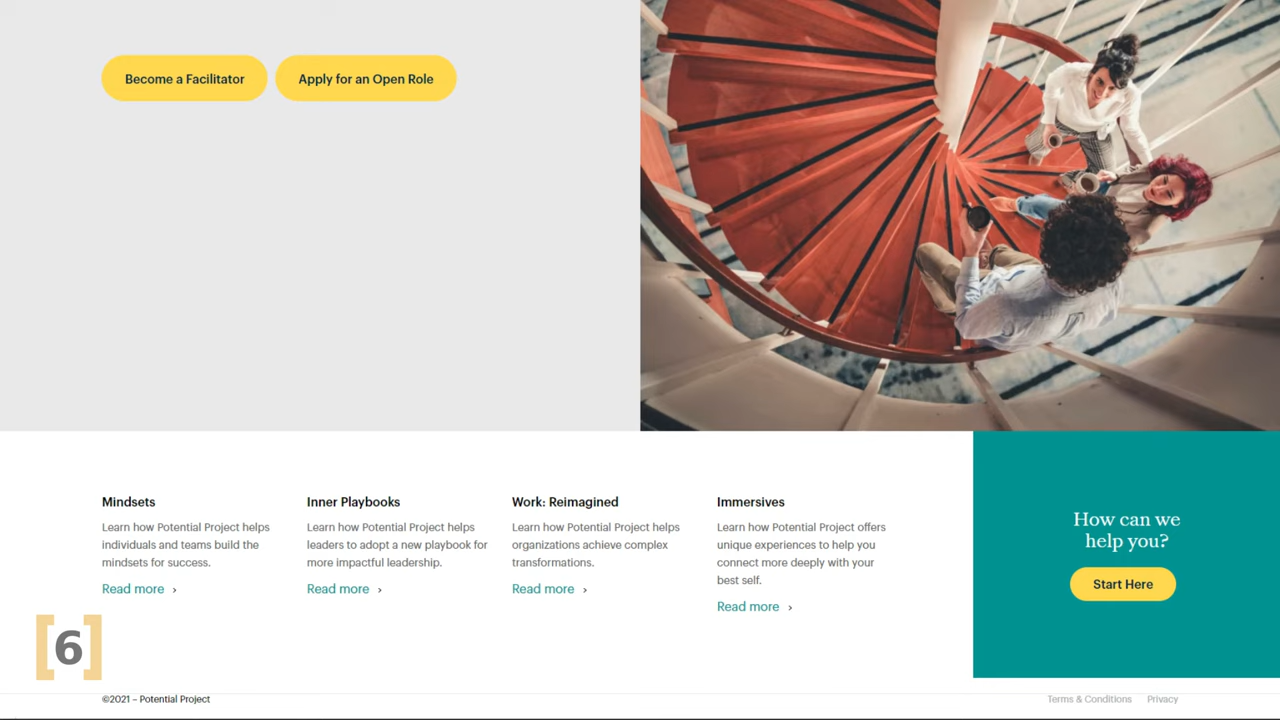 Become a Facilitator
Apply for an Open Role
Mindsets
Learn how Potential Project helps
individuals and teams build the
mindsets for success.
Read more ›
Inner Playbooks
Learn how Potential Project helps
leaders to adopt a new playbook for
more impactful leadership.
Read more ›
Work: Reimagined
Learn how Potential Project helps
organizations achieve complex
transformations.
Read more ›
Immersives
Learn how Potential Project offers
unique experiences to help you
connect more deeply with your
best self.
Read more ›
How can we
help you?
Start Here
[6]
©2021 – Potential Project
Terms & Conditions
Privacy